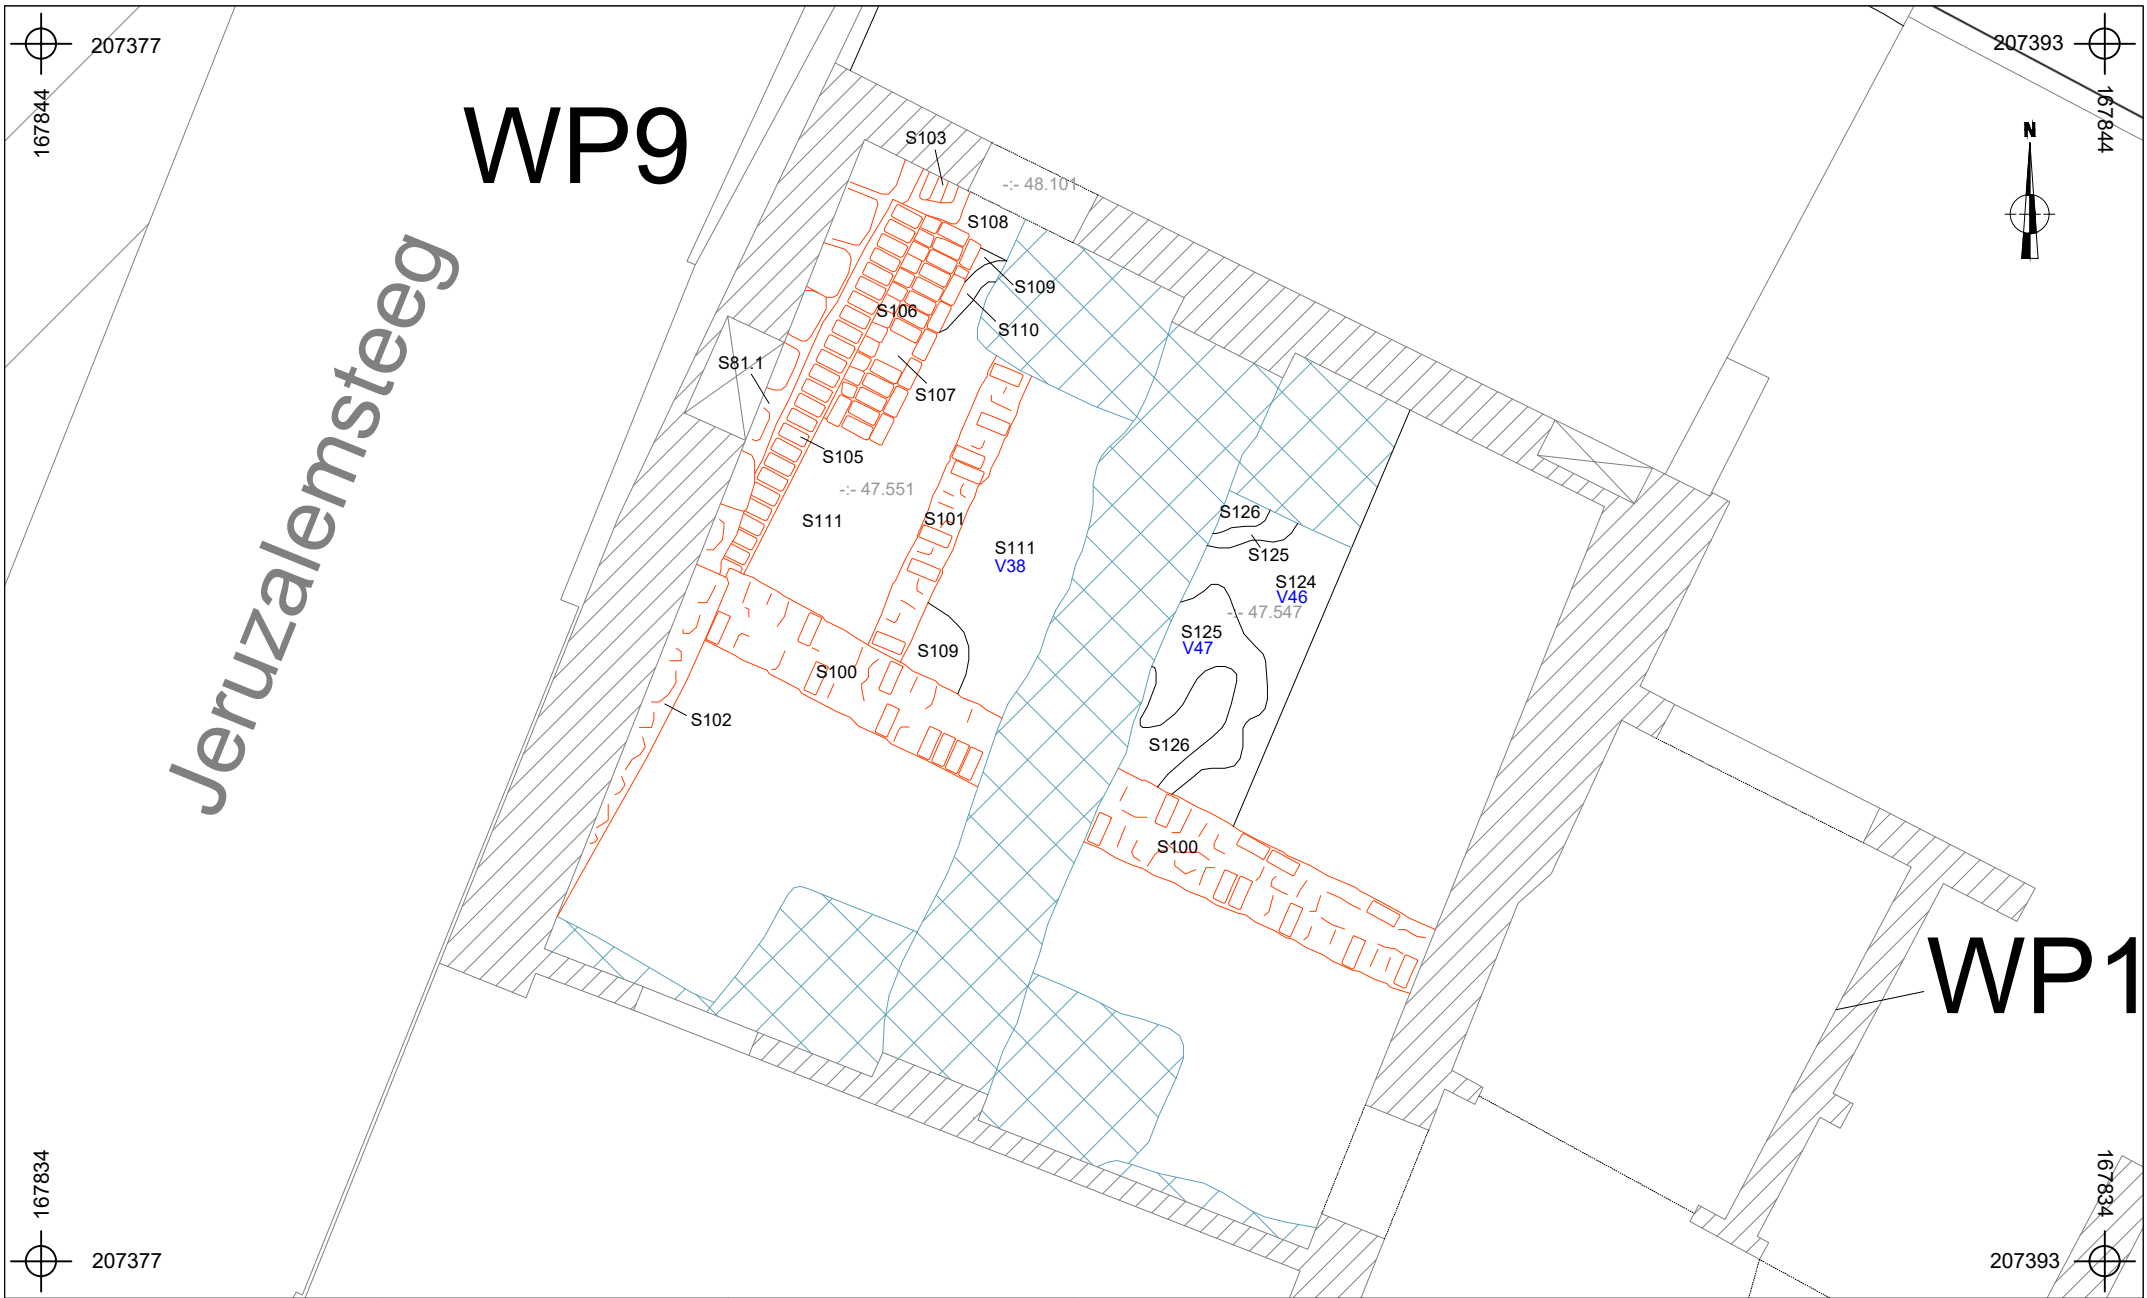 207377
207393
167844
167844
WP9
N
S103
-:- 48.101
S108
S109
S106
S110
S81.1
S107
Jeruzalemsteeg
S105
-:- 47.551
S111
S101
S126
S111
V38
S125
S124
V46
-:- 47.547
S125
V47
S109
S100
S102
S126
S100
WP1
167834
167834
207377
207393